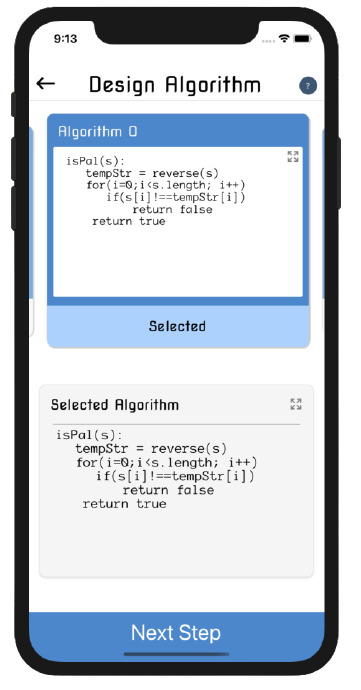 9:13
Design Algorithm
?
Algorithm 0
isPal(s):
tempStr = reverse(s)
for(i=0;i<s.length; i++)
if(s[i]!==tempStr[i])
return false
return true
Selected
Selected Algorithm
isPal(s):
tempStr = reverse(s)
for(i=0;i<s.length; i++)
if(s[i]!==tempStr[i])
return false
return true
Next Step